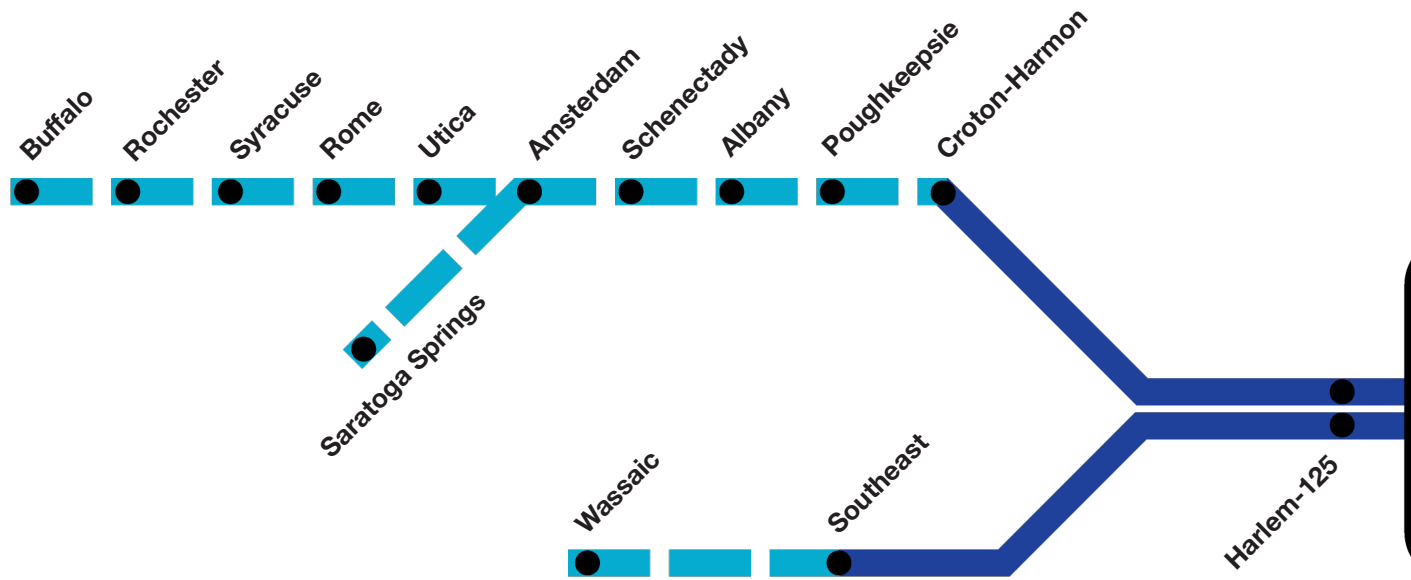 Buffalo
Rochester
Syracuse
Rome
Utica
Amsterdam
Schenectady
Albany
Poughkeepsie
Croton-Harmon
Saratoga Springs
Wassaic
Southeast
Harlem-125